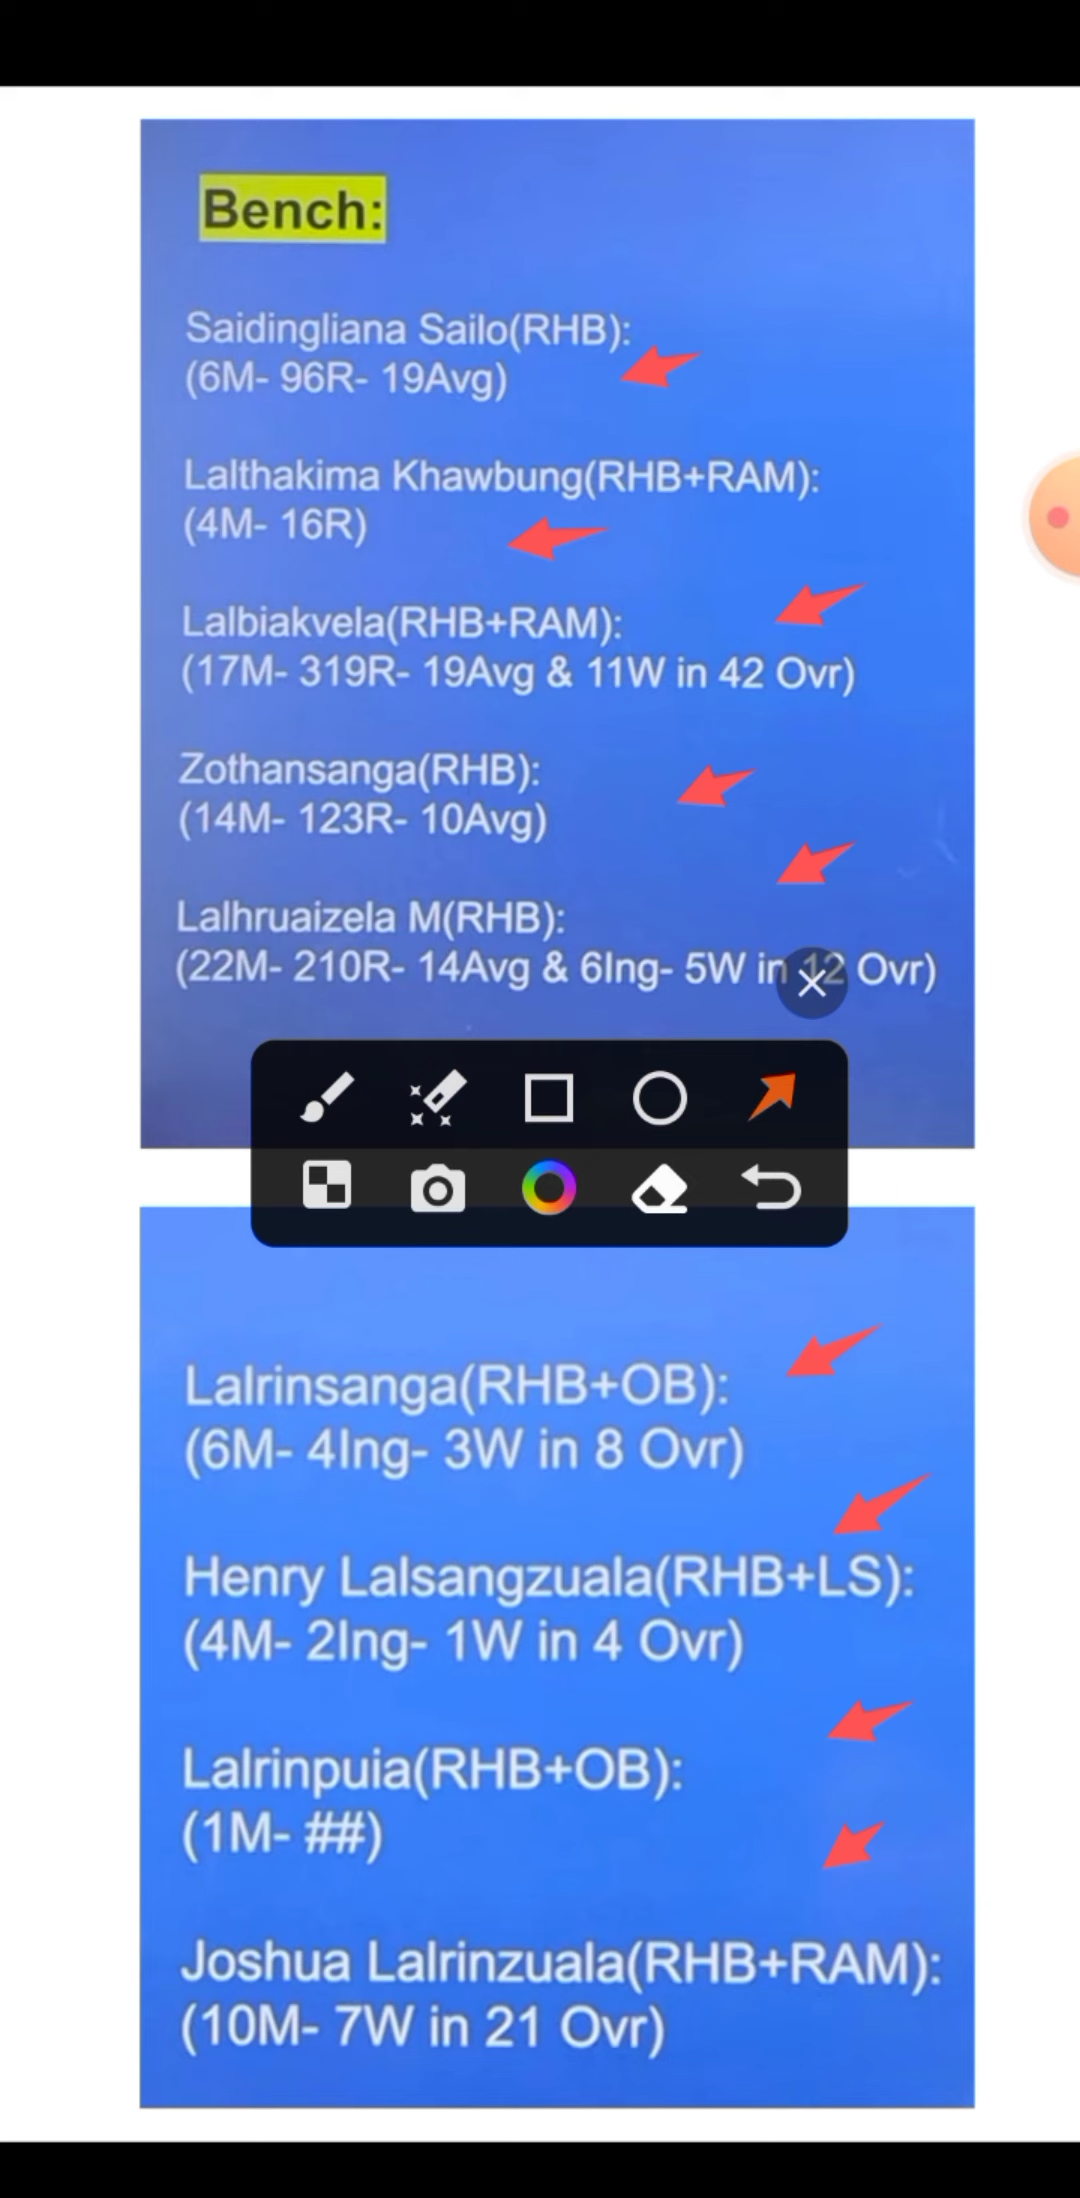 Bench:
Saidingliana Sailo(RHB):
(6M- 96R- 19Avg)
Lalthakima Khawbung(RHB+RAM):
(4M- 16R)
Lalbiakvela(RHB+RAM):
(17M- 319R- 19Avg & 11W in 42 Ovr)
Zothansanga(RHB):
(14M- 123R- 10Avg)
Lalhruaizela M(RHB):
(22M- 210R- 14Avg & 6Ing- 5W in 12 Ovr)
Lalrinsanga(RHB+OB):
(6M- 4Ing- 3W in 8 Ovr)
Henry Lalsangzuala(RHB+LS):
(4M- 2Ing- 1W in 4 Ovr)
Lalrinpuia(RHB+OB):
(1M- ##)
Joshua Lalrinzuala(RHB+RAM):
(10M- 7W in 21 Ovr)